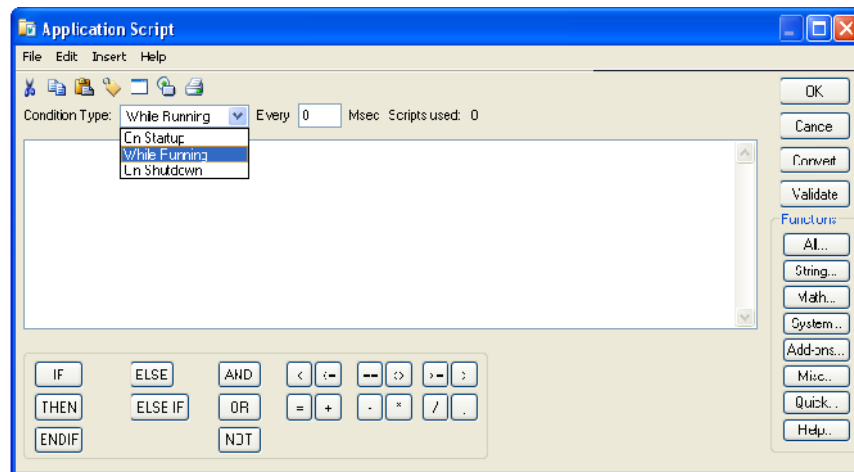 Application Script
File Edit Insert Help
Condition Type: While Running Every 0 Msec Scripts used: 0
On Startup
While Running
On Shutdown
OK
Cance
Convert
Validate
Functions
All...
String...
Math...
System...
Add-ons...
Misc...
Quick...
Help...
IF ELSE AND < <= == <> >= >
THEN ELSE IF OR = + - * / ;
ENDIF NOT